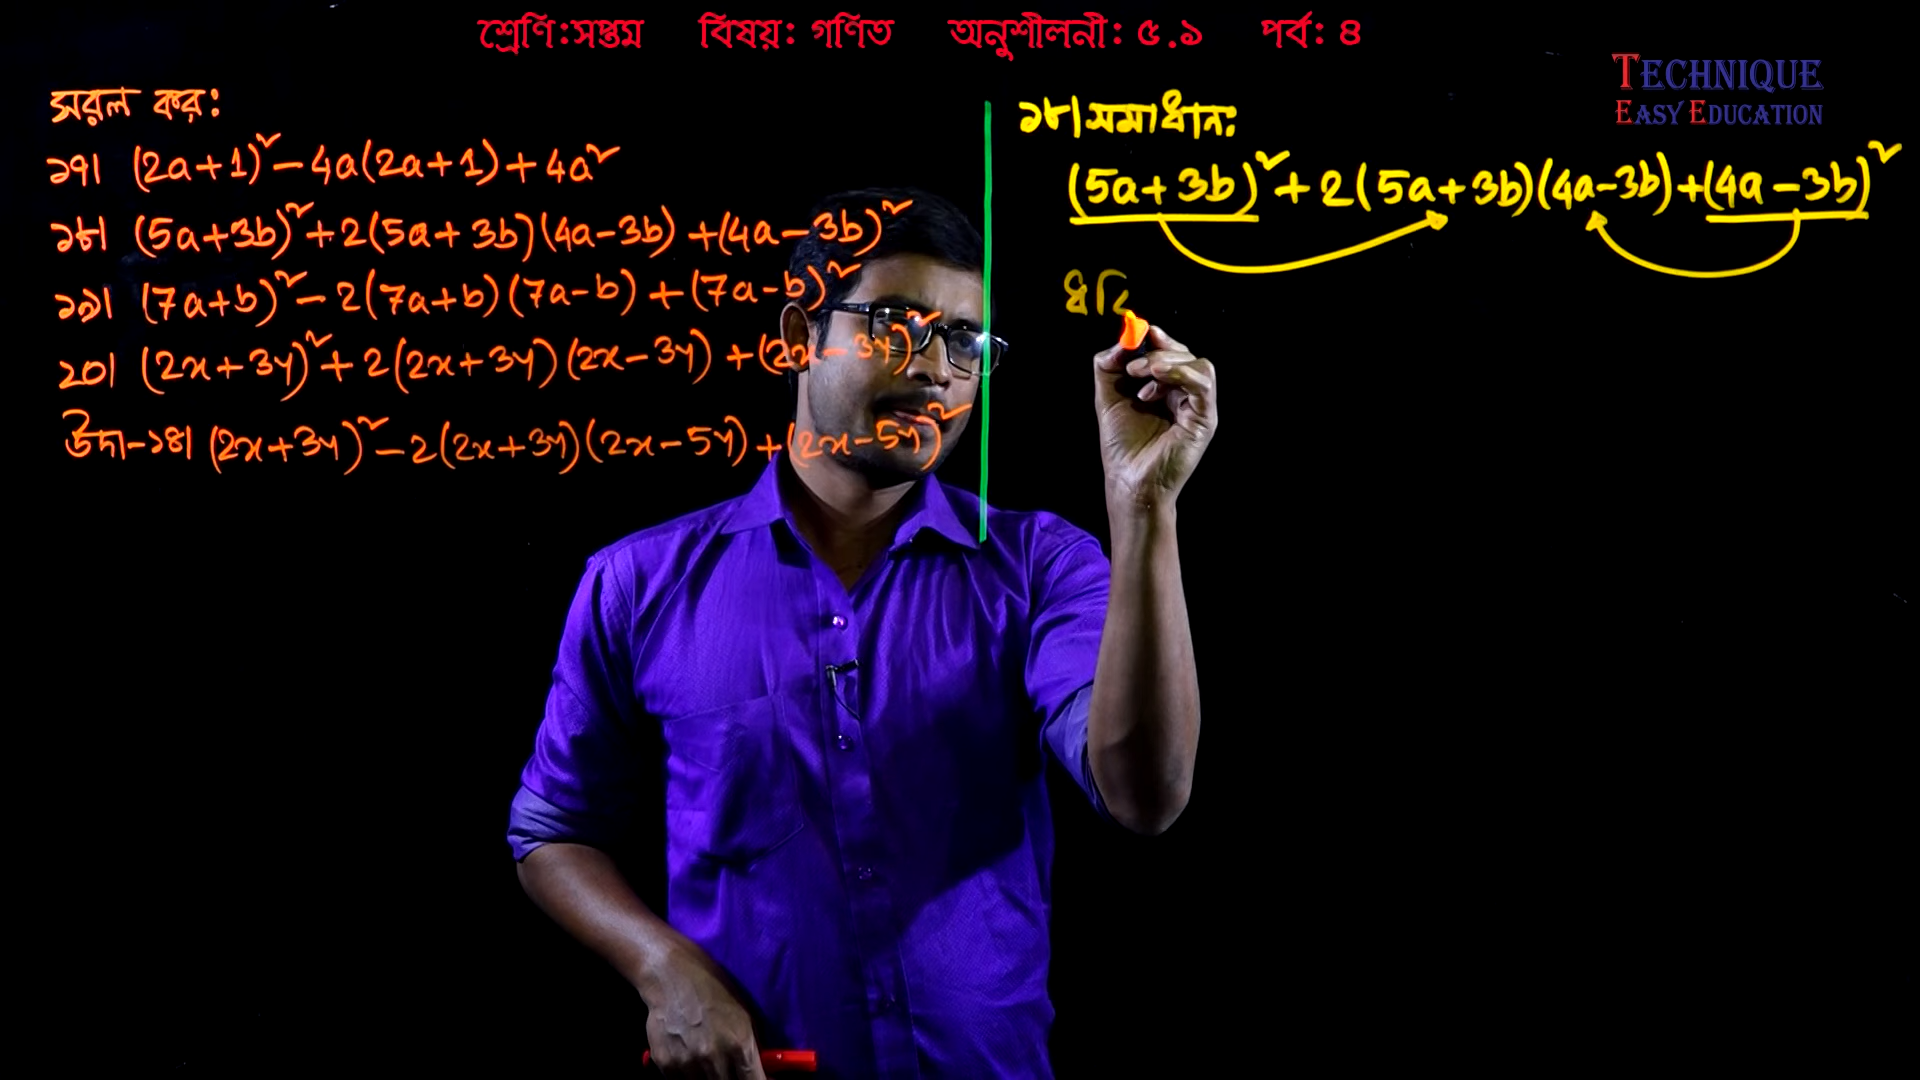 শ্রেণি:সপ্তম বিষয়: গণিত অনুশীলনী: ৫.১ পর্ব: ৪
TECHNIQUE
EASY EDUCATION
সরল কর:
১৭। (2a+1)² − 4a(2a+1) + 4a²
১৮। (5a+3b)² + 2(5a+3b)(4a-3b) + (4a-3b)²
১৯। (7a+b)² − 2(7a+b)(7a-b) + (7a-b)²
২০। (2x+3y)² + 2(2x+3y)(2x-3y) + (2x-3y)²
উদা-১৪। (2x+3y)² − 2(2x+3y)(2x-5y) + (2x-5y)²
১৮। সমাধান:
(5a+3b)² + 2(5a+3b)(4a-3b) + (4a-3b)²
ধরি